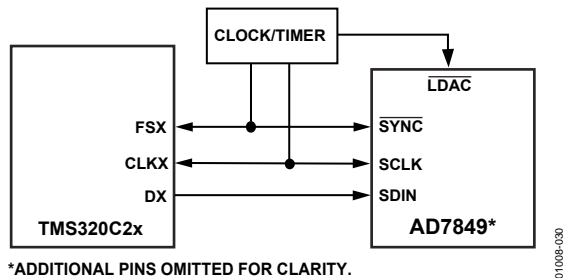 CLOCK/TIMER
LDAC
FSX
SYNC
CLKX
SCLK
DX
SDIN
TMS320C2x
AD7849*
*ADDITIONAL PINS OMITTED FOR CLARITY.
01008-030